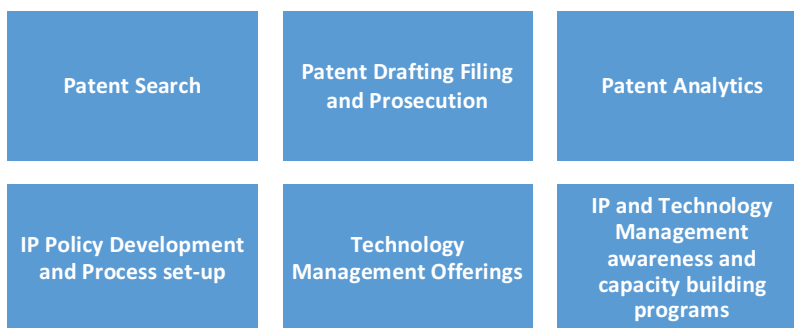 Patent Search
Patent Drafting Filing
and Prosecution
Patent Analytics
IP Policy Development
and Process set-up
Technology
Management Offerings
IP and Technology
Management
awareness and
capacity building
programs